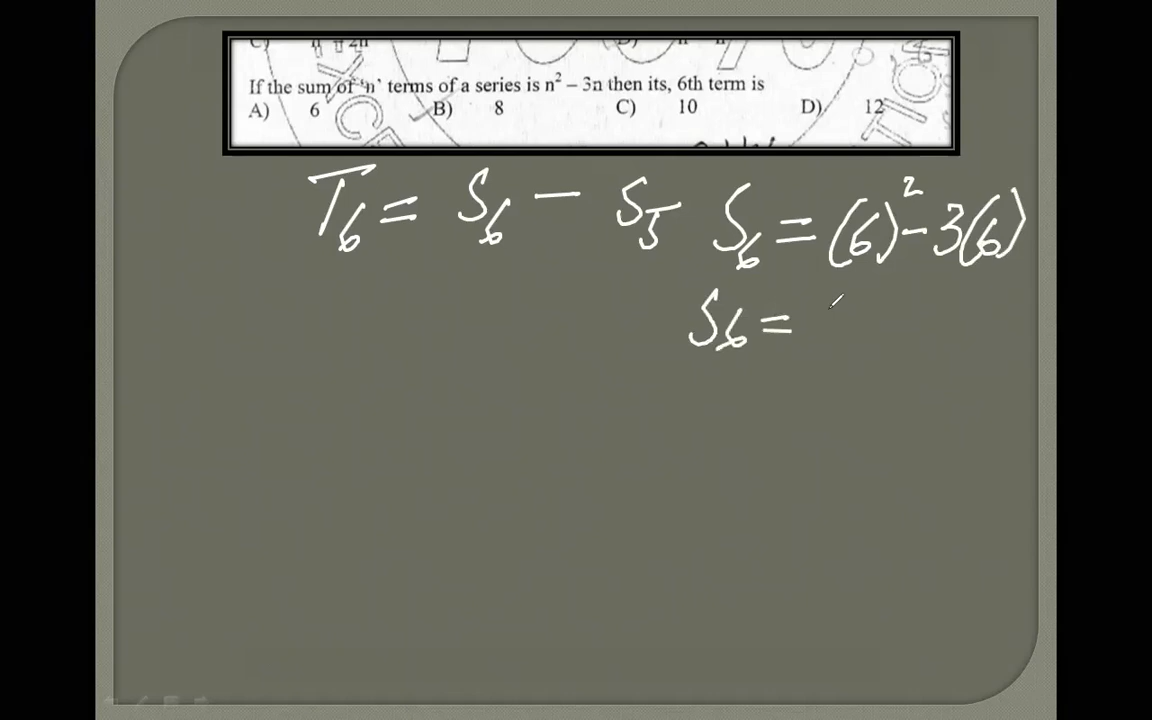 If the sum of 'n' terms of a series is n² – 3n then its, 6th term is
A) 6 B) 8 C) 10 D) 12
T₆ = S₆ – S₅ S₆ = (6)² – 3(6)
S₆ =